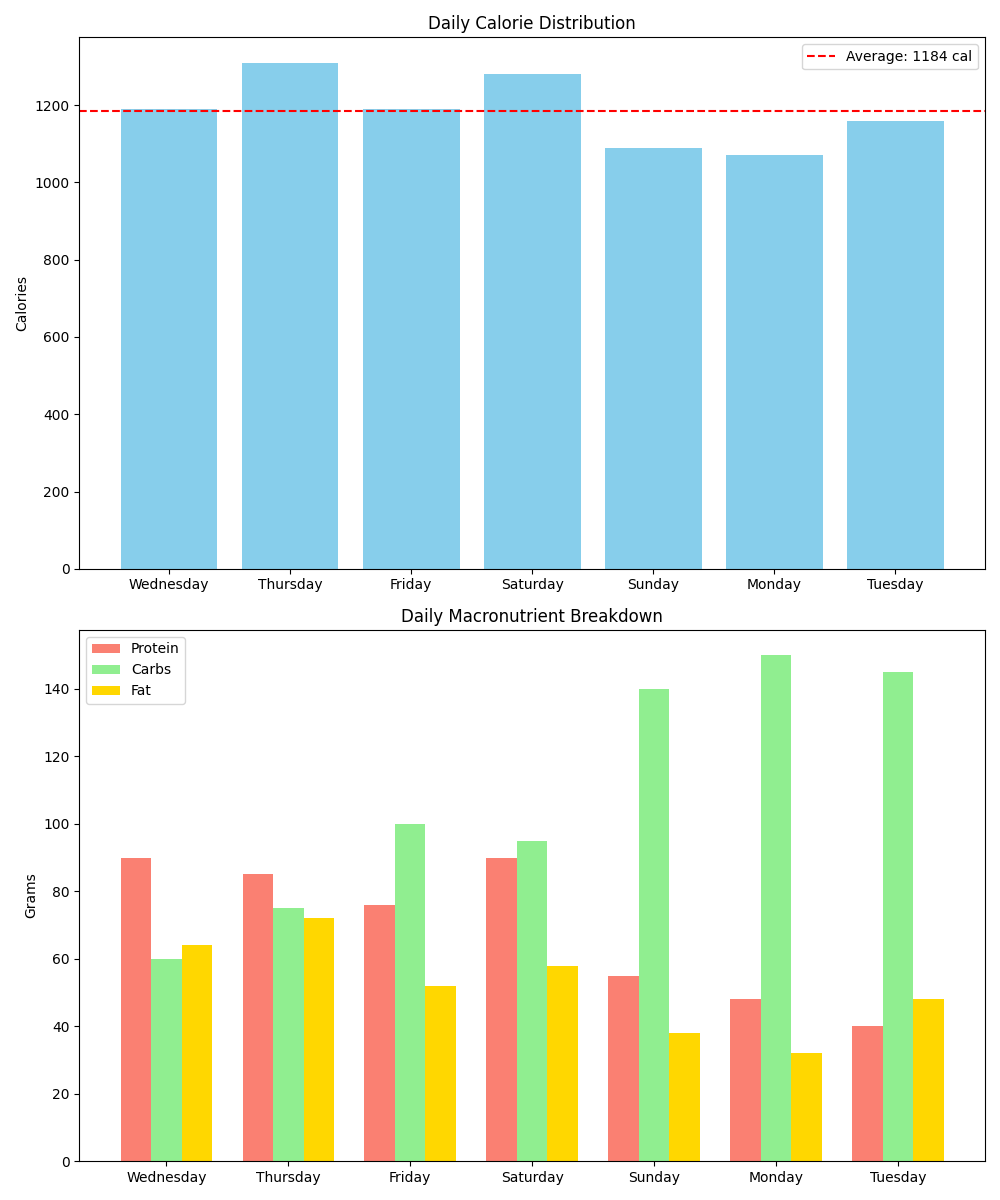 Daily Calorie Distribution
Average: 1184 cal
Calories
1200
1000
800
600
400
200
0
Wednesday Thursday Friday Saturday Sunday Monday Tuesday
Daily Macronutrient Breakdown
Protein
Carbs
Fat
Grams
140
120
100
80
60
40
20
0
Wednesday Thursday Friday Saturday Sunday Monday Tuesday